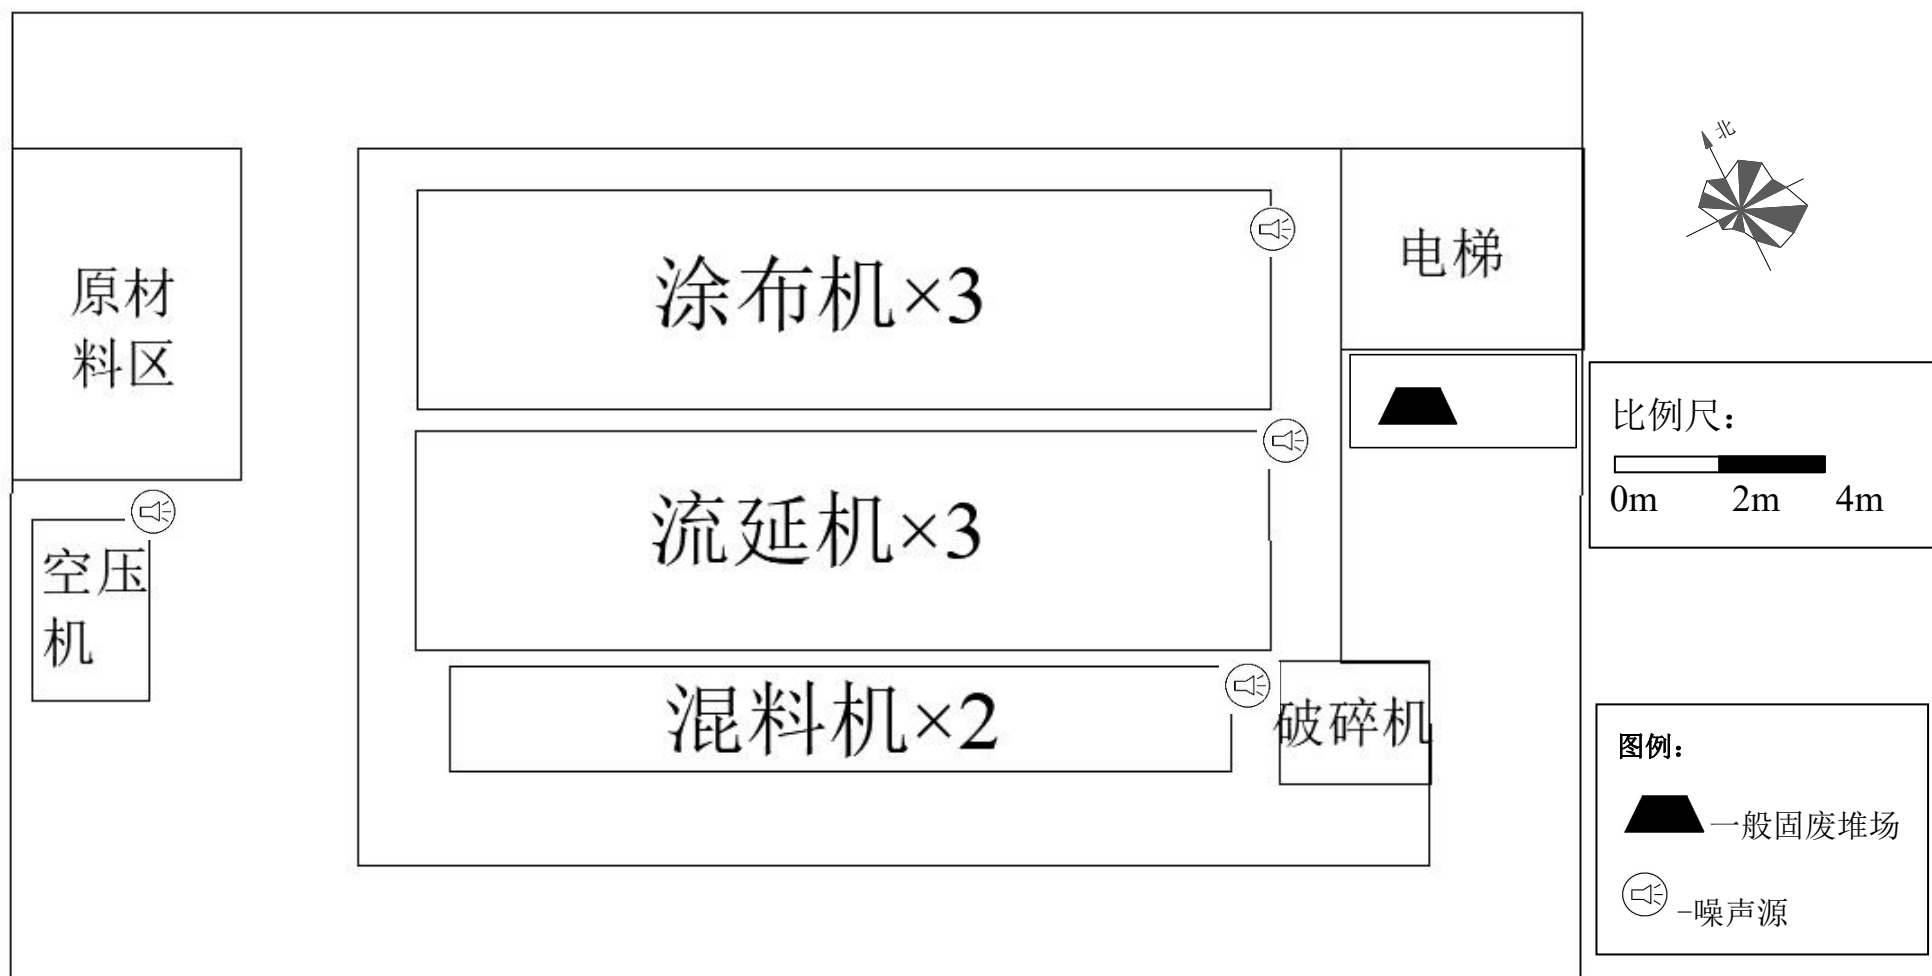 北
涂布机×3
电梯
原材
料区
比例尺：
0m 2m 4m
流延机×3
空压
机
混料机×2
破碎机
图例：
一般固废堆场
-噪声源